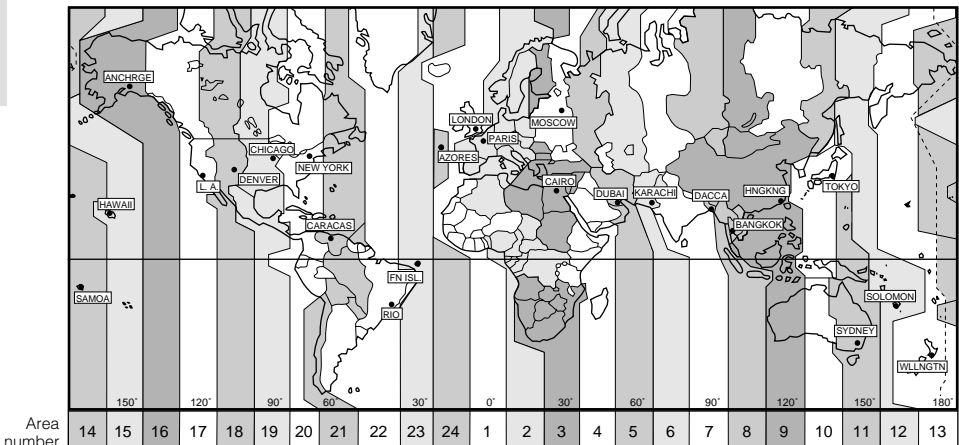 ANCHRGE
LONDON
MOSCOW
PARIS
CHICAGO
NEW YORK
AZORES
L. A.
DENVER
CAIRO
DUBAI
KARACHI
DACCA
HNGKNG
TOKYO
HAWAII
CARACAS
BANGKOK
FN ISL.
SAMOA
RIO
SOLOMON
SYDNEY
WLLNGTN
150° 120° 90° 60° 30° 0° 30° 60° 90° 120° 150° 180°
Area number 14 15 16 17 18 19 20 21 22 23 24 1 2 3 4 5 6 7 8 9 10 11 12 13